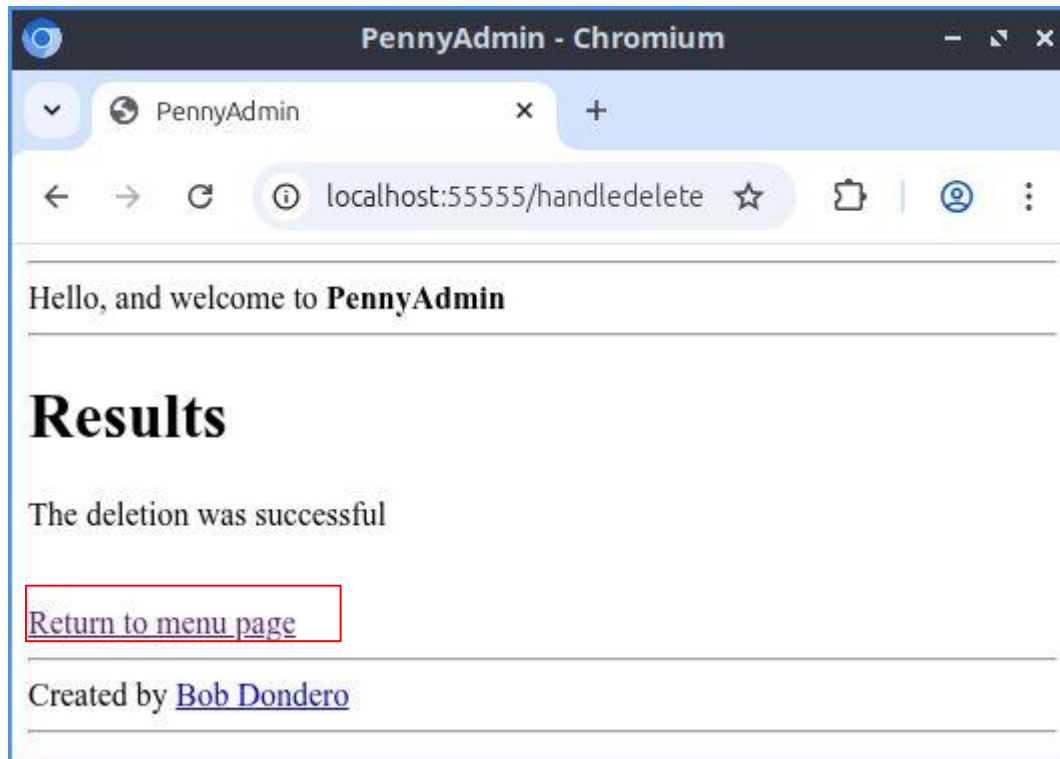 PennyAdmin - Chromium
PennyAdmin
localhost:55555/handledelete
Hello, and welcome to PennyAdmin
Results
The deletion was successful
Return to menu page
Created by Bob Dondero